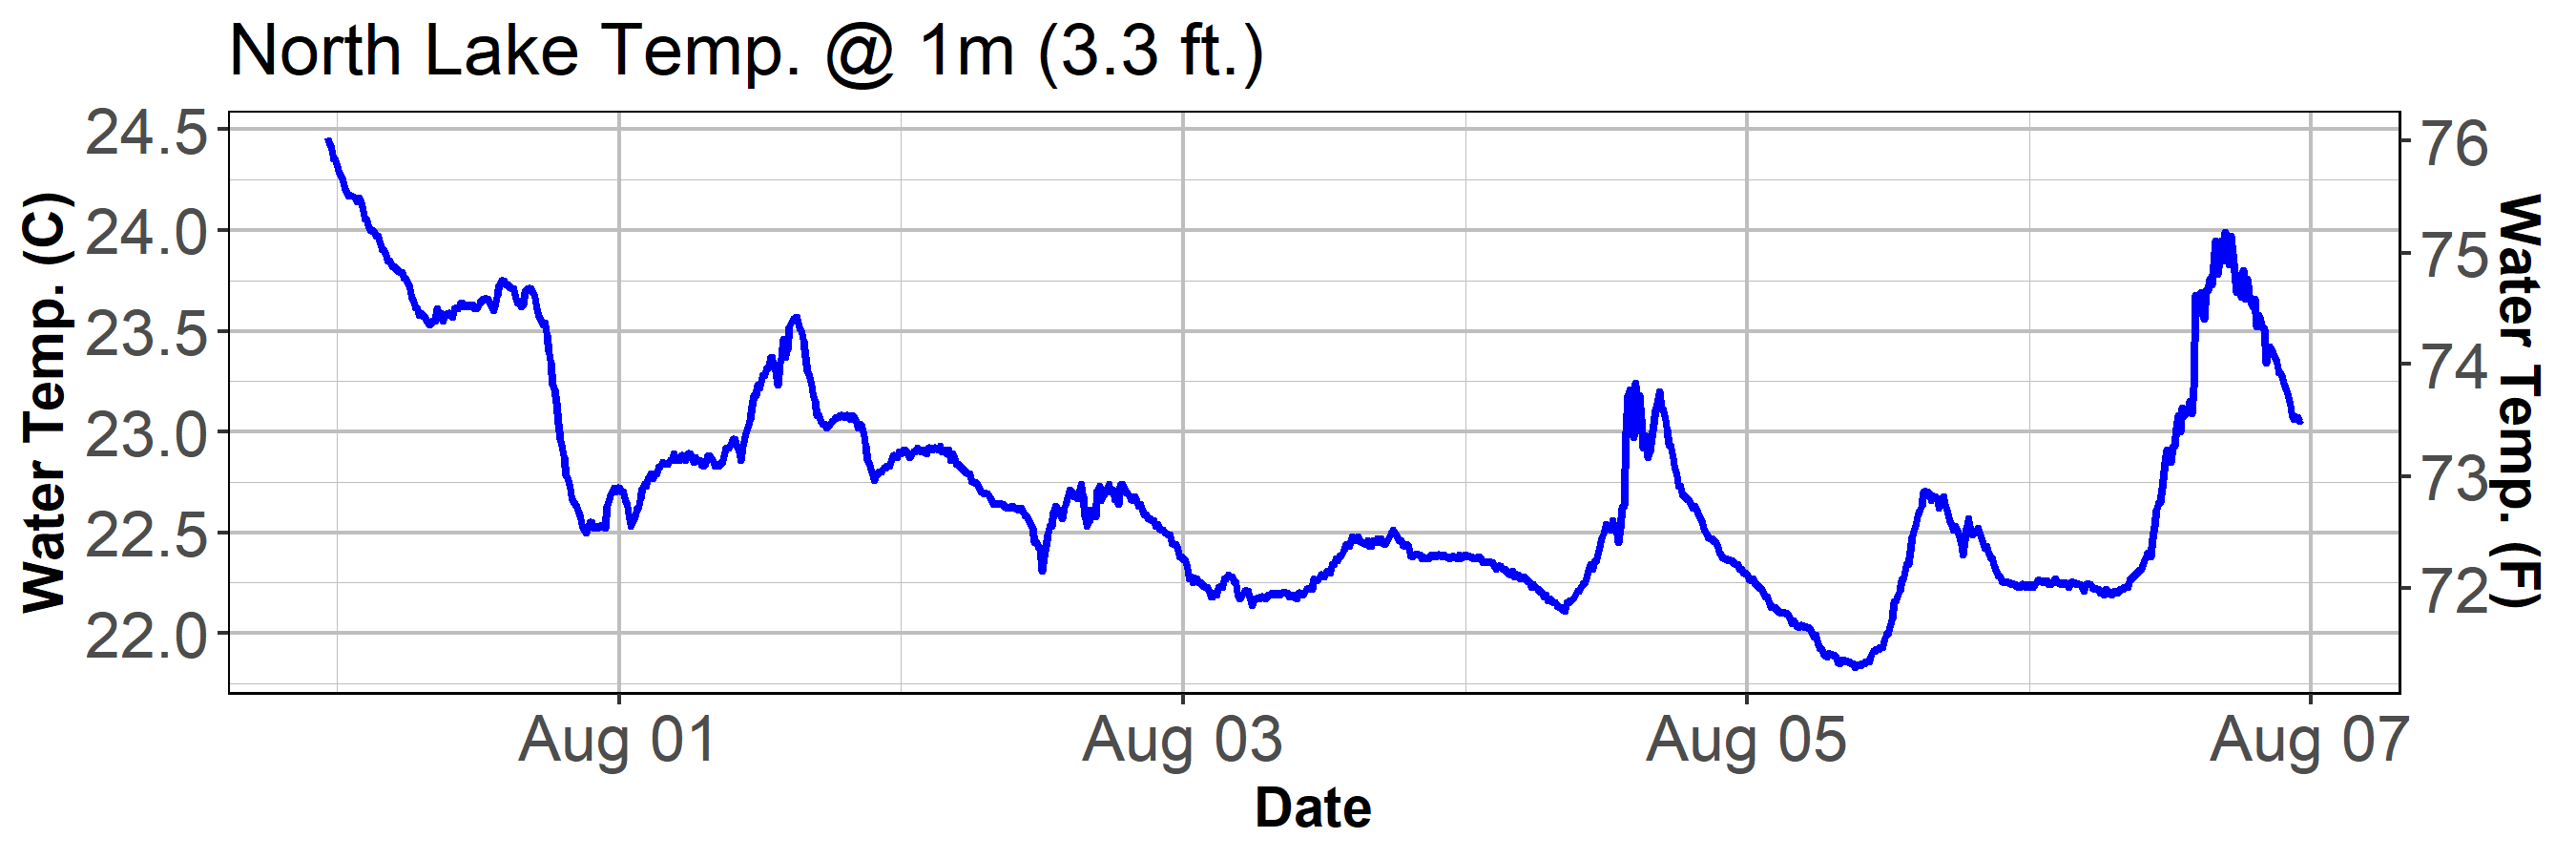 North Lake Temp. @ 1m (3.3 ft.)
Water Temp. (C)
24.5
24.0
23.5
23.0
22.5
22.0
76
75
74
73
72
Water Temp. (F)
Aug 01
Aug 03
Aug 05
Aug 07
Date